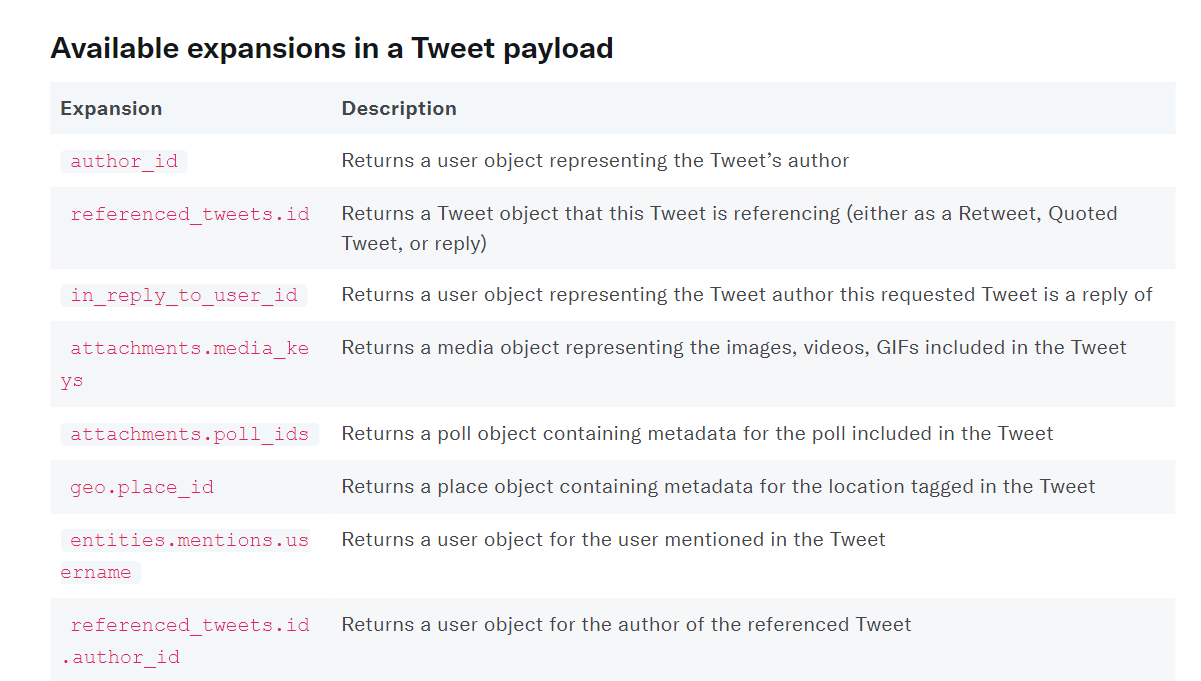 Available expansions in a Tweet payload
Expansion Description
author_id Returns a user object representing the Tweet’s author
referenced_tweets.id Returns a Tweet object that this Tweet is referencing (either as a Retweet, Quoted
Tweet, or reply)
in_reply_to_user_id Returns a user object representing the Tweet author this requested Tweet is a reply of
attachments.media_ke Returns a media object representing the images, videos, GIFs included in the Tweet
ys
attachments.poll_ids Returns a poll object containing metadata for the poll included in the Tweet
geo.place_id Returns a place object containing metadata for the location tagged in the Tweet
entities.mentions.us Returns a user object for the user mentioned in the Tweet
ername
referenced_tweets.id Returns a user object for the author of the referenced Tweet
.author_id